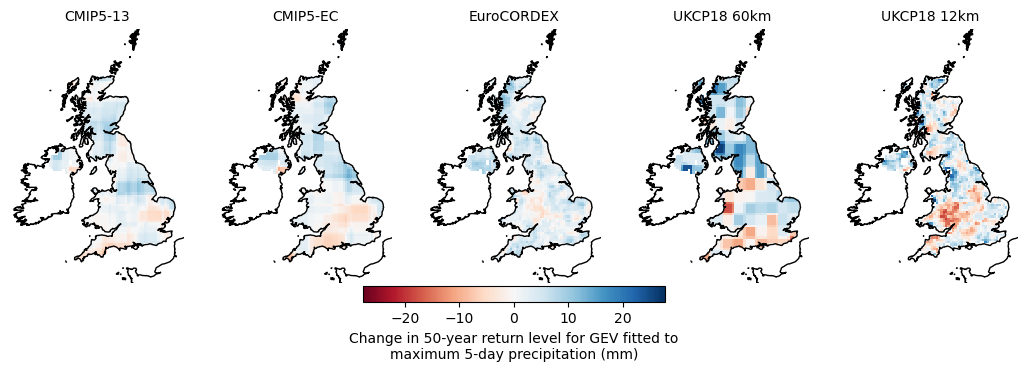 CMIP5-13
CMIP5-EC
EuroCORDEX
UKCP18 60km
UKCP18 12km
−20
−10
0
10
20
Change in 50-year return level for GEV fitted to
maximum 5-day precipitation (mm)